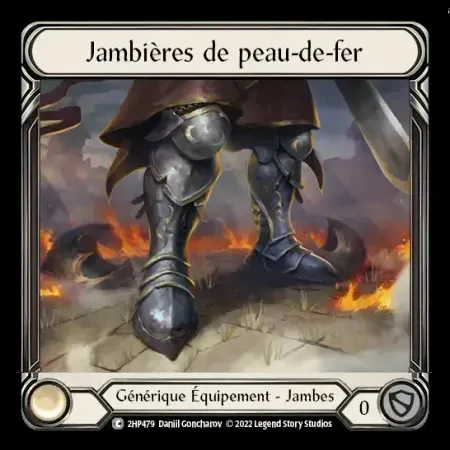 Jambières de peau-de-fer
Générique Équipement - Jambes
0
C 2HP479 Daniil Goncharov © 2022 Legend Story Studios